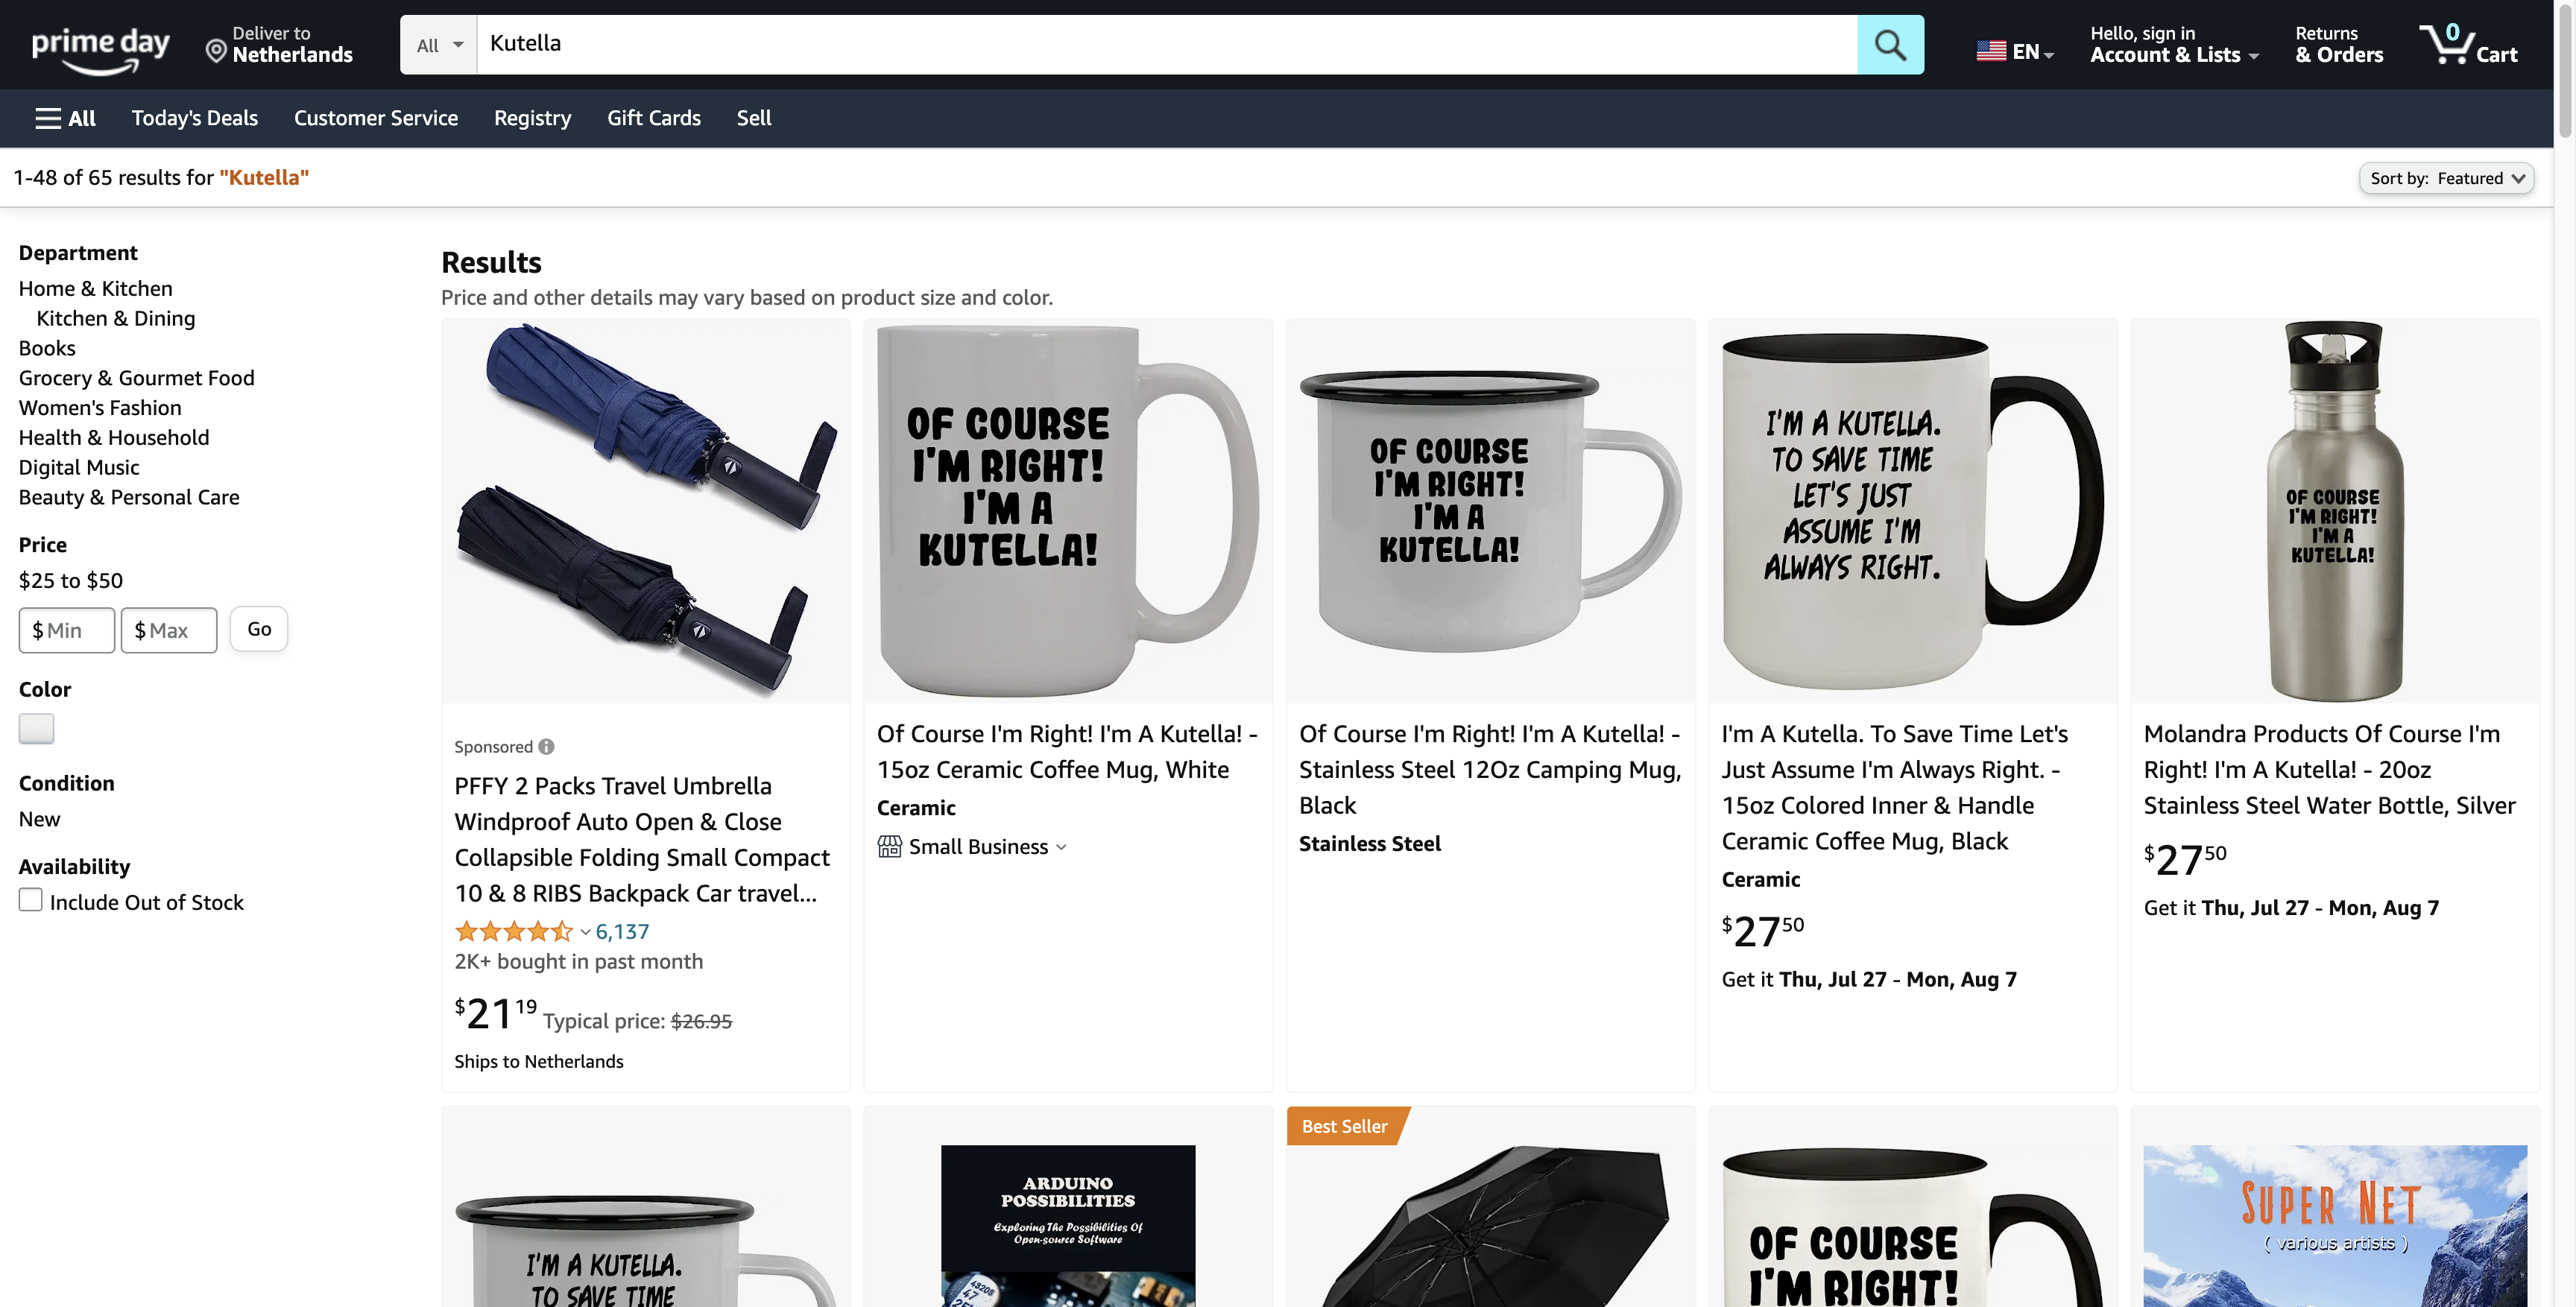 prime day
Deliver to
Netherlands
All
Kutella
EN
Hello, sign in
Account & Lists
Returns
& Orders
0
Cart
All
Today's Deals
Customer Service
Registry
Gift Cards
Sell
1-48 of 65 results for "Kutella"
Sort by: Featured
Department
Home & Kitchen
Kitchen & Dining
Books
Grocery & Gourmet Food
Women's Fashion
Health & Household
Digital Music
Beauty & Personal Care
Price
$25 to $50
$ Min
$ Max
Go
Color
Condition
New
Availability
Include Out of Stock
Results
Price and other details may vary based on product size and color.
Sponsored
PFFY 2 Packs Travel Umbrella
Windproof Auto Open & Close
Collapsible Folding Small Compact
10 & 8 RIBS Backpack Car travel...
6,137
2K+ bought in past month
$21 19 Typical price: $26.95
Ships to Netherlands
OF COURSE
I'M RIGHT!
I'M A
KUTELLA!
Of Course I'm Right! I'm A Kutella! -
15oz Ceramic Coffee Mug, White
Ceramic
Small Business
OF COURSE
I'M RIGHT!
I'M A
KUTELLA!
Of Course I'm Right! I'm A Kutella! -
Stainless Steel 12Oz Camping Mug,
Black
Stainless Steel
I'M A KUTELLA.
TO SAVE TIME
LET'S JUST
ASSUME I'M
ALWAYS RIGHT.
I'm A Kutella. To Save Time Let's
Just Assume I'm Always Right. -
15oz Colored Inner & Handle
Ceramic Coffee Mug, Black
Ceramic
$27 50
Get it Thu, Jul 27 - Mon, Aug 7
OF COURSE
I'M RIGHT!
I'M A
KUTELLA!
Molandra Products Of Course I'm
Right! I'm A Kutella! - 20oz
Stainless Steel Water Bottle, Silver
$27 50
Get it Thu, Jul 27 - Mon, Aug 7
I'M A KUTELLA.
TO SAVE TIME
ARDUINO
POSSIBILITIES
Exploring The Possibilities Of
Open-source Software
Best Seller
OF COURSE
I'M RIGHT!
SUPER NET
( various artists )